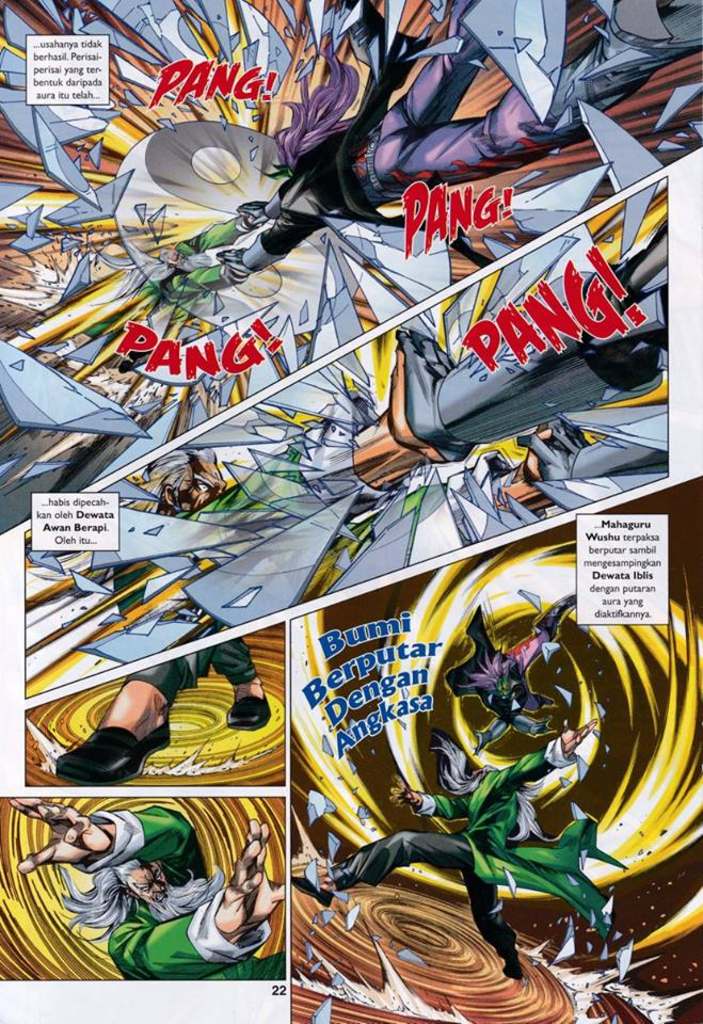 ...usahanya tidak
berhasil. Perisai-
perisai yang ter-
bentuk daripada
aura itu telah...
PANG!
PANG!
PANG!
PANG!
...habis dipecah-
kan oleh Dewata
Awan Berapi.
Oleh itu...
...Mahaguru
Wushu terpaksa
berputar sambil
mengesampingkan
Dewata Iblis
dengan putaran
aura yang
diaktifkannya.
Bumi
Berputar
Dengan
Angkasa
22